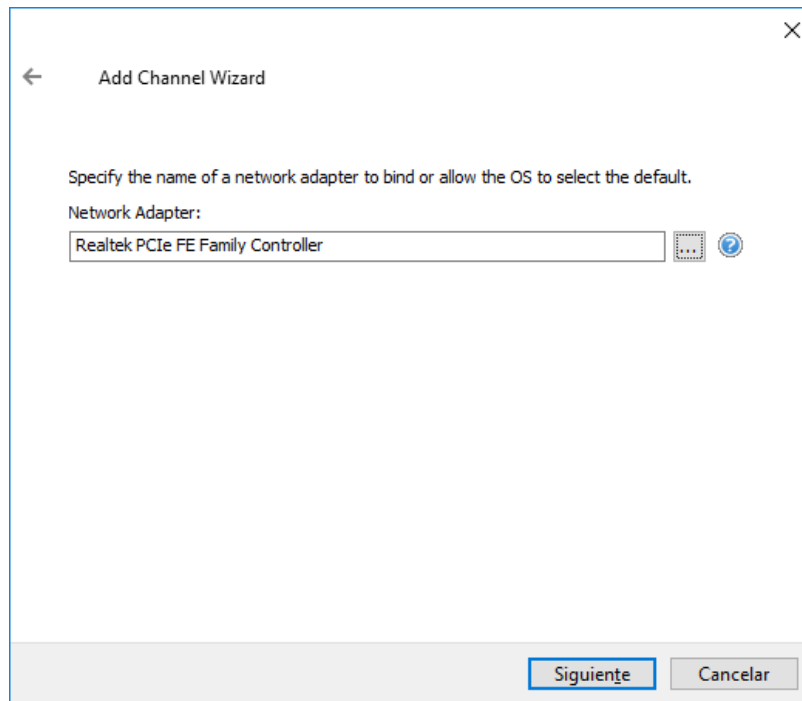 Add Channel Wizard
Specify the name of a network adapter to bind or allow the OS to select the default.
Network Adapter:
Realtek PCIe FE Family Controller
...
?
Siguiente
Cancelar